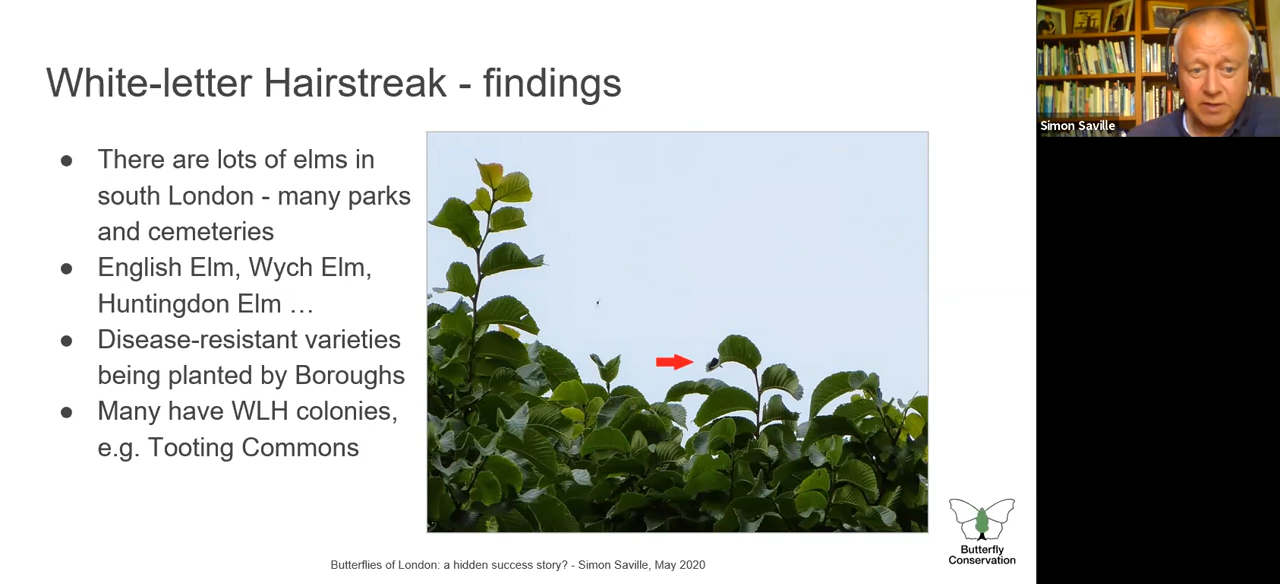 White-letter Hairstreak - findings
● There are lots of elms in
south London - many parks
and cemeteries
● English Elm, Wych Elm,
Huntingdon Elm …
● Disease-resistant varieties
being planted by Boroughs
● Many have WLH colonies,
e.g. Tooting Commons
Butterfly
Conservation
Butterflies of London: a hidden success story? - Simon Saville, May 2020
Simon Saville